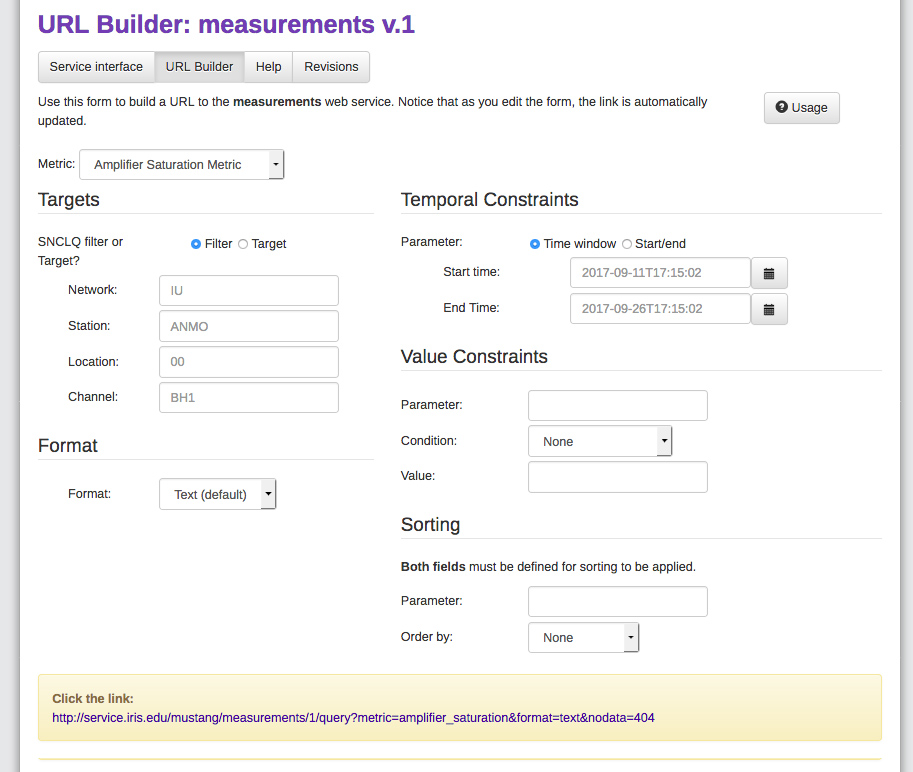 URL Builder: measurements v.1
Service interface
URL Builder
Help
Revisions
Use this form to build a URL to the measurements web service. Notice that as you edit the form, the link is automatically
updated.
Usage
Metric: Amplifier Saturation Metric
Targets
SNCLQ filter or
Target?
Filter Target
Network: IU
Station: ANMO
Location: 00
Channel: BH1
Format
Format: Text (default)
Temporal Constraints
Parameter: Time window Start/end
Start time: 2017-09-11T17:15:02
End Time: 2017-09-26T17:15:02
Value Constraints
Parameter:
Condition: None
Value:
Sorting
Both fields must be defined for sorting to be applied.
Parameter:
Order by: None
Click the link:
http://service.iris.edu/mustang/measurements/1/query?metric=amplifier_saturation&format=text&nodata=404